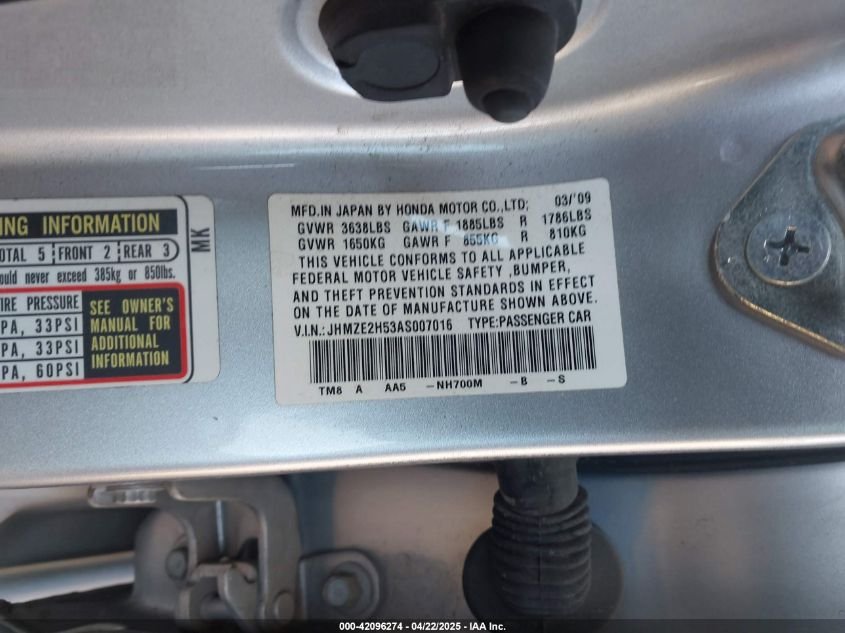 NG INFORMATION
OTAL 5 FRONT 2 REAR 3
ould never exceed 385kg or 850lbs.
IRE PRESSURE
PA, 33PSI
PA, 33PSI
PA, 60PSI
SEE OWNER'S
MANUAL FOR
ADDITIONAL
INFORMATION
MK
MFD.IN JAPAN BY HONDA MOTOR CO.,LTD; 03/'09
GVWR 3638LBS GAWR F 1885LBS R 1786LBS
GVWR 1650KG GAWR F 855KG R 810KG
THIS VEHICLE CONFORMS TO ALL APPLICABLE
FEDERAL MOTOR VEHICLE SAFETY ,BUMPER,
AND THEFT PREVENTION STANDARDS IN EFFECT
ON THE DATE OF MANUFACTURE SHOWN ABOVE.
V.I.N.:JHMZE2H53AS007016 TYPE:PASSENGER CAR
TM8 A AA5 -NH700M -B -S
000-42096274 - 04/22/2025 - IAA Inc.